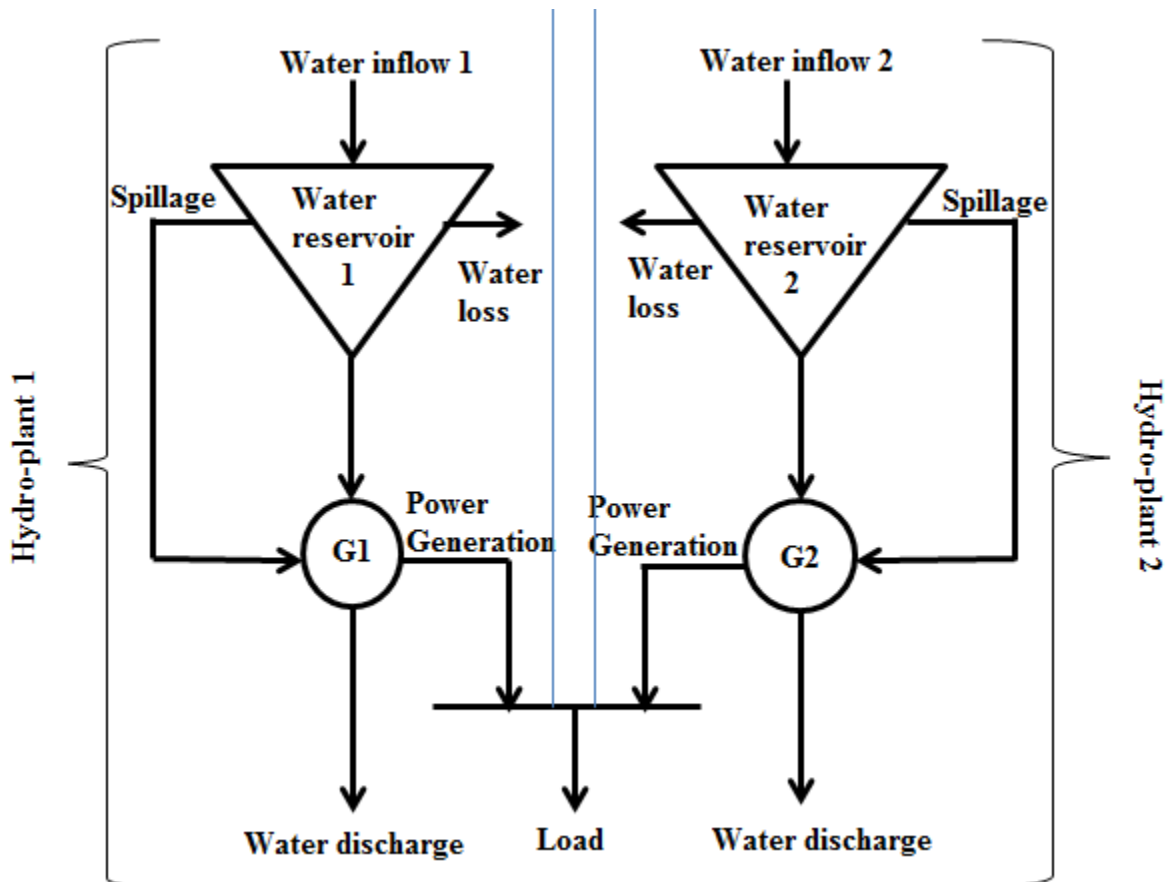 Water inflow 1
Water inflow 2
Spillage
Water
reservoir
1
Water
loss
Water
reservoir
2
Water
loss
Spillage
Hydro-plant 1
Hydro-plant 2
G1
Power
Generation
Power
Generation
G2
Water discharge
Load
Water discharge